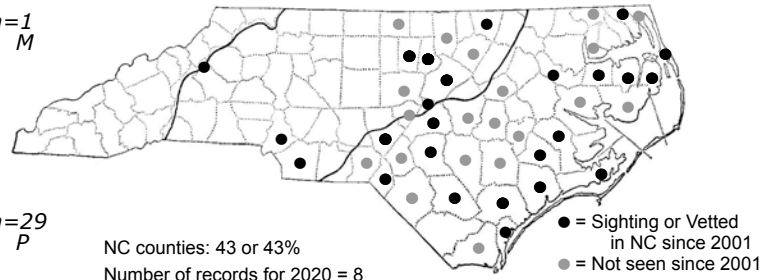 n=1
M
n=29
P
NC counties: 43 or 43%
Number of records for 2020 = 8
● = Sighting or Vetted
in NC since 2001
● = Not seen since 2001